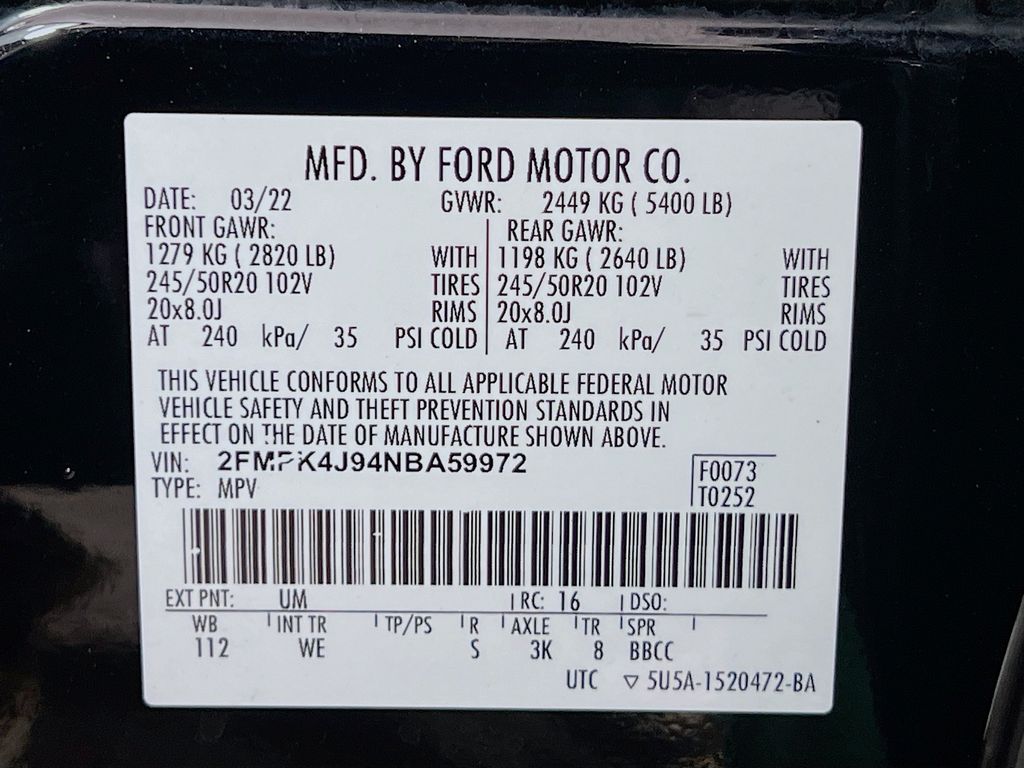 MFD. BY FORD MOTOR CO.
DATE: 03/22 GVWR: 2449 KG ( 5400 LB)
FRONT GAWR: REAR GAWR:
1279 KG ( 2820 LB) WITH 1198 KG ( 2640 LB) WITH
245/50R20 102V TIRES 245/50R20 102V TIRES
20x8.0J RIMS 20x8.0J RIMS
AT 240 kPa/ 35 PSI COLD AT 240 kPa/ 35 PSI COLD
THIS VEHICLE CONFORMS TO ALL APPLICABLE FEDERAL MOTOR
VEHICLE SAFETY AND THEFT PREVENTION STANDARDS IN
EFFECT ON THE DATE OF MANUFACTURE SHOWN ABOVE.
VIN: 2FMPK4J94NBA59972
F0073
TYPE: MPV
T0252
EXT PNT: UM RC: 16 DSO:
WB INT TR TP/PS R AXLE TR SPR
112 WE S 3K 8 BBCC
UTC ▽ 5U5A-1520472-BA